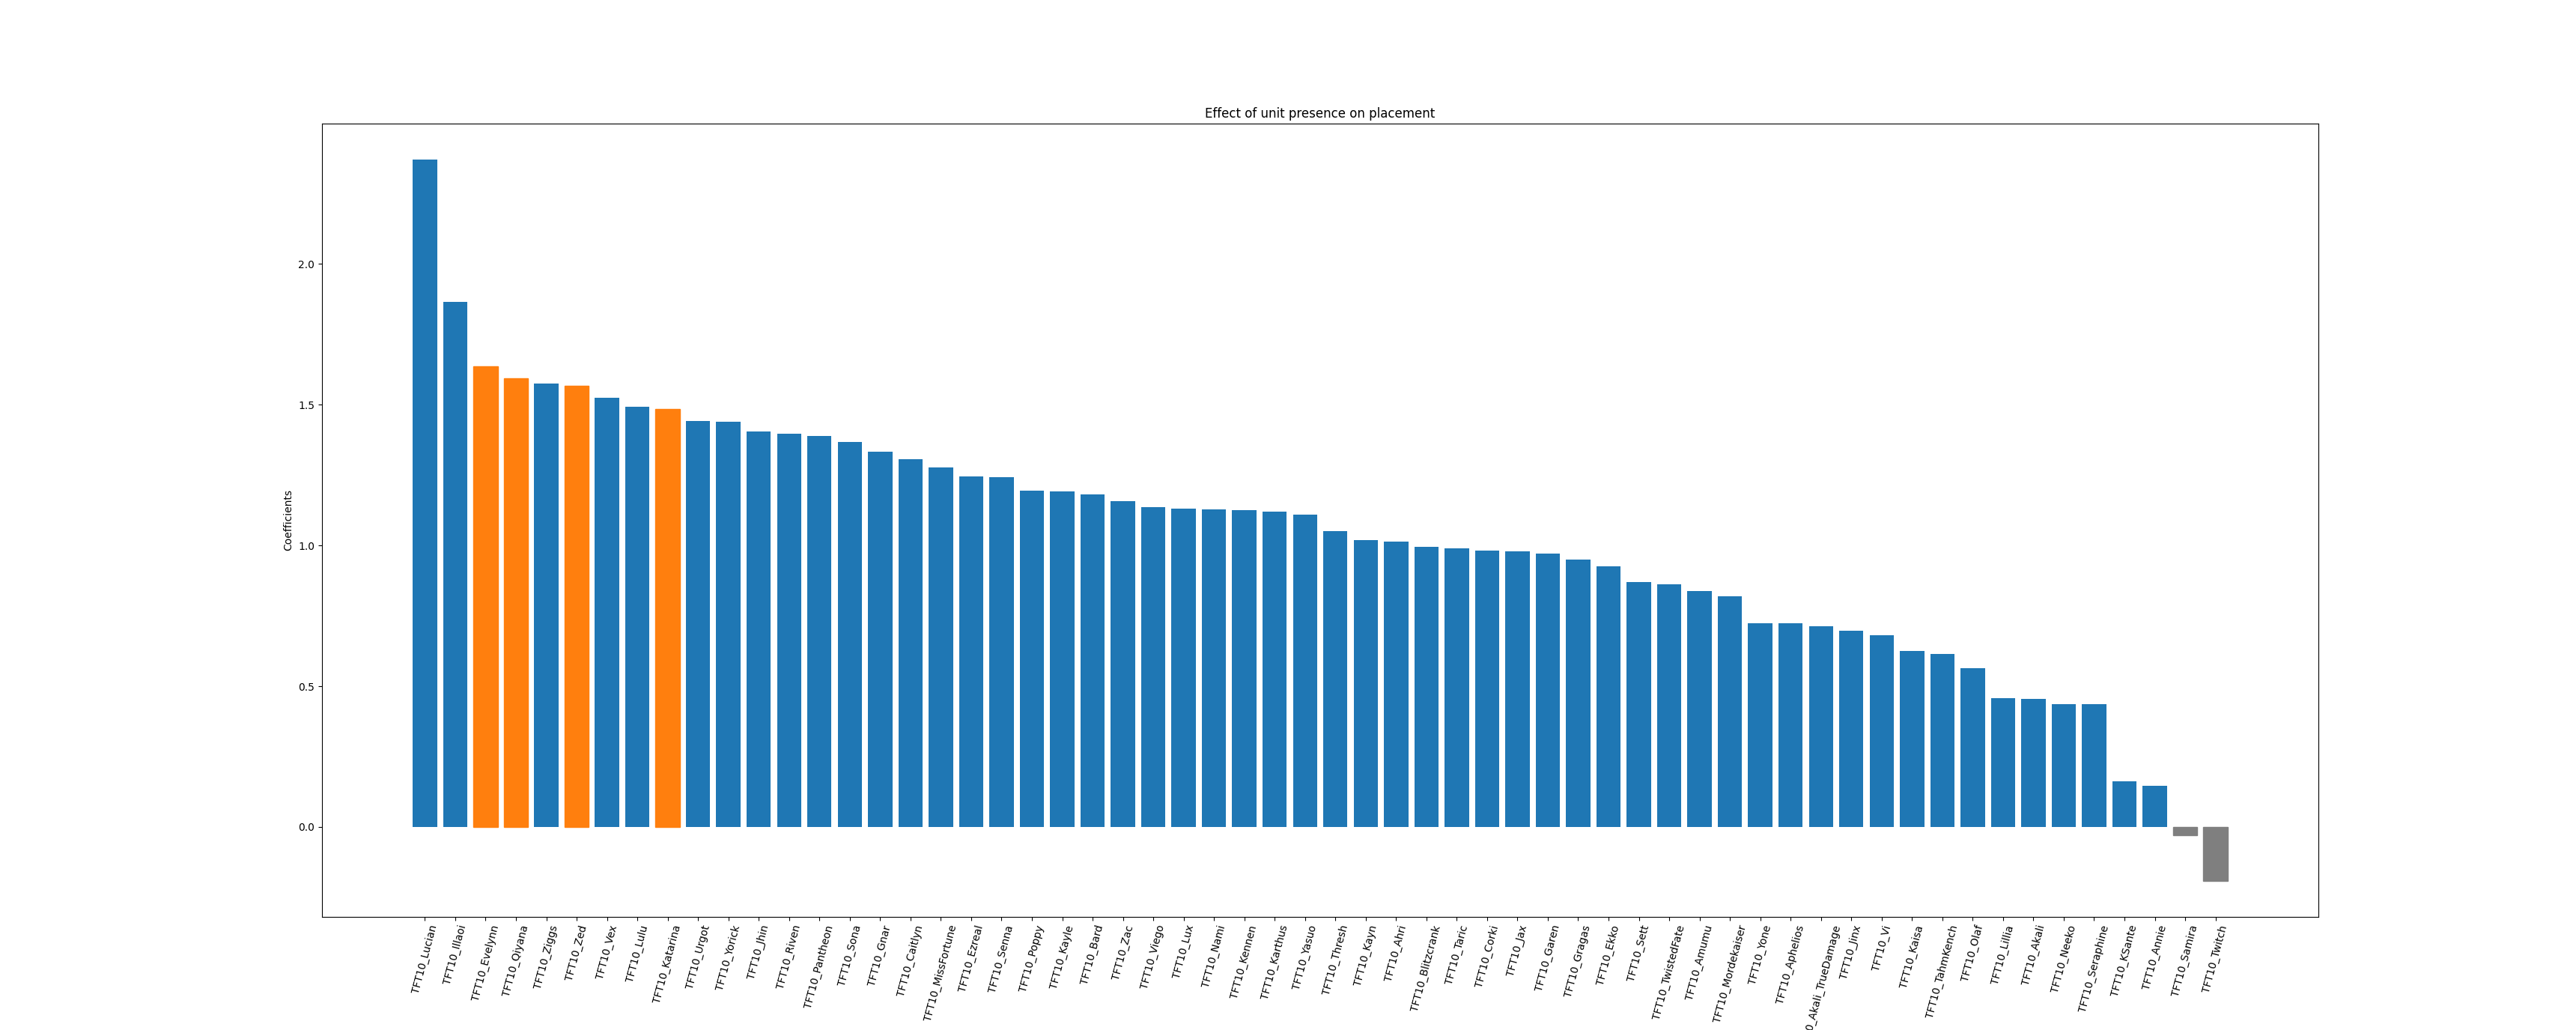 Effect of unit presence on placement
Coefficients
2.0
1.5
1.0
0.5
0.0
TFT10_Lucian
TFT10_Illaoi
TFT10_Evelynn
TFT10_Qiyana
TFT10_Ziggs
TFT10_Zed
TFT10_Vex
TFT10_Lulu
TFT10_Katarina
TFT10_Urgot
TFT10_Yorick
TFT10_Jhin
TFT10_Riven
TFT10_Pantheon
TFT10_Sona
TFT10_Gnar
TFT10_Caitlyn
TFT10_MissFortune
TFT10_Ezreal
TFT10_Senna
TFT10_Poppy
TFT10_Kayle
TFT10_Bard
TFT10_Zac
TFT10_Viego
TFT10_Lux
TFT10_Nami
TFT10_Kennen
TFT10_Karthus
TFT10_Yasuo
TFT10_Thresh
TFT10_Kayn
TFT10_Ahri
TFT10_Blitzcrank
TFT10_Taric
TFT10_Corki
TFT10_Jax
TFT10_Garen
TFT10_Gragas
TFT10_Ekko
TFT10_Sett
TFT10_TwistedFate
TFT10_Amumu
TFT10_Mordekaiser
TFT10_Yone
TFT10_Aphelios
0_Akali_TrueDamage
TFT10_Jinx
TFT10_Vi
TFT10_Kaisa
TFT10_TahmKench
TFT10_Olaf
TFT10_Lillia
TFT10_Akali
TFT10_Neeko
TFT10_Seraphine
TFT10_KSante
TFT10_Annie
TFT10_Samira
TFT10_Twitch